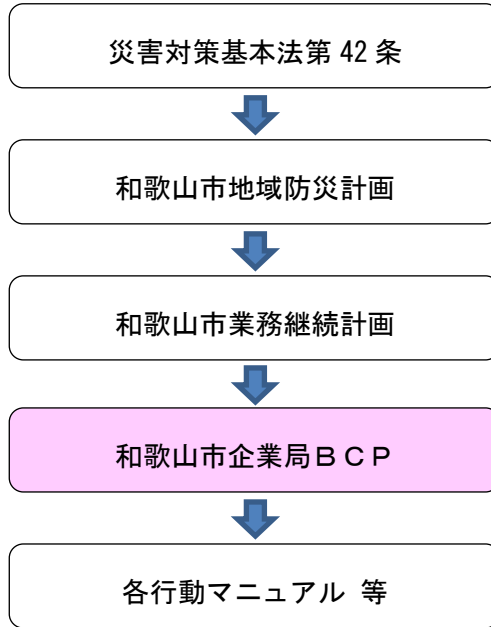 災害対策基本法第 42 条
和歌山市地域防災計画
和歌山市業務継続計画
和歌山市企業局ＢＣＰ
各行動マニュアル 等